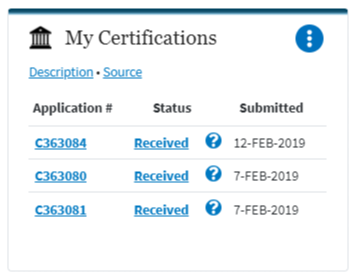 My Certifications
Description • Source
Application # Status Submitted
C363084 Received ? 12-FEB-2019
C363080 Received ? 7-FEB-2019
C363081 Received ? 7-FEB-2019